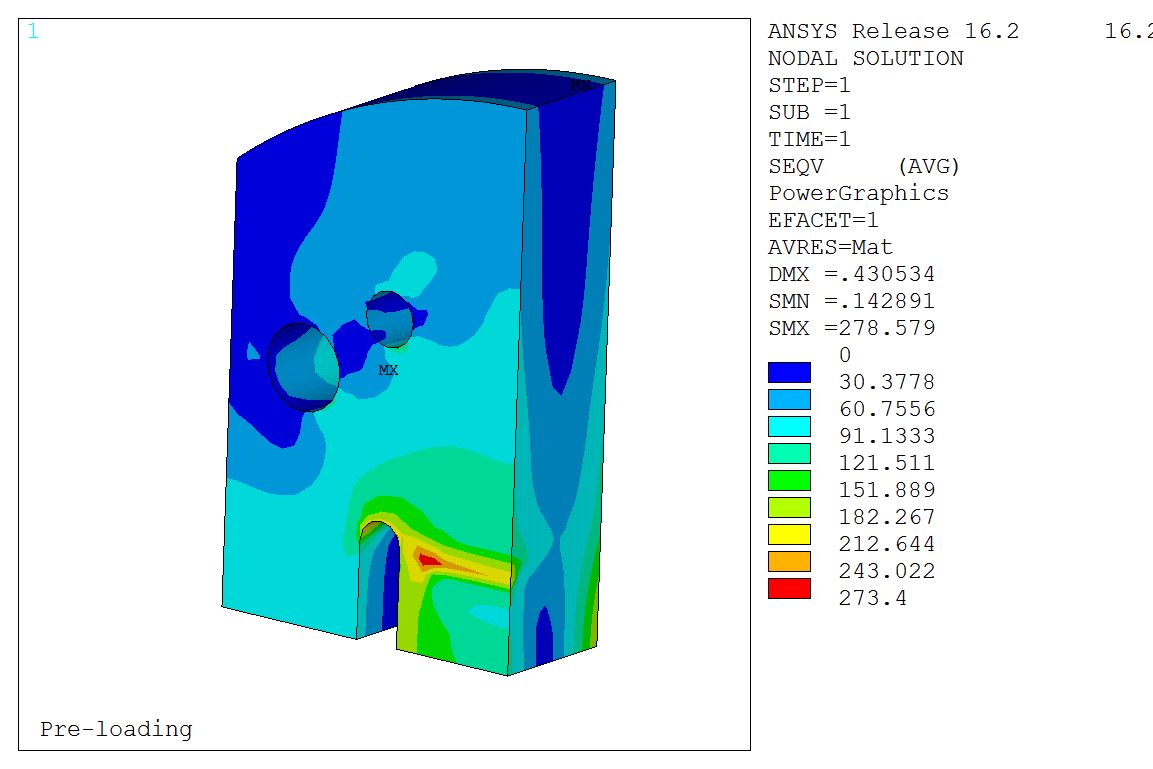 1
MX
Pre-loading
ANSYS Release 16.2 16.2
NODAL SOLUTION
STEP=1
SUB =1
TIME=1
SEQV (AVG)
PowerGraphics
EFACET=1
AVRES=Mat
DMX =.430534
SMN =.142891
SMX =278.579
0
30.3778
60.7556
91.1333
121.511
151.889
182.267
212.644
243.022
273.4